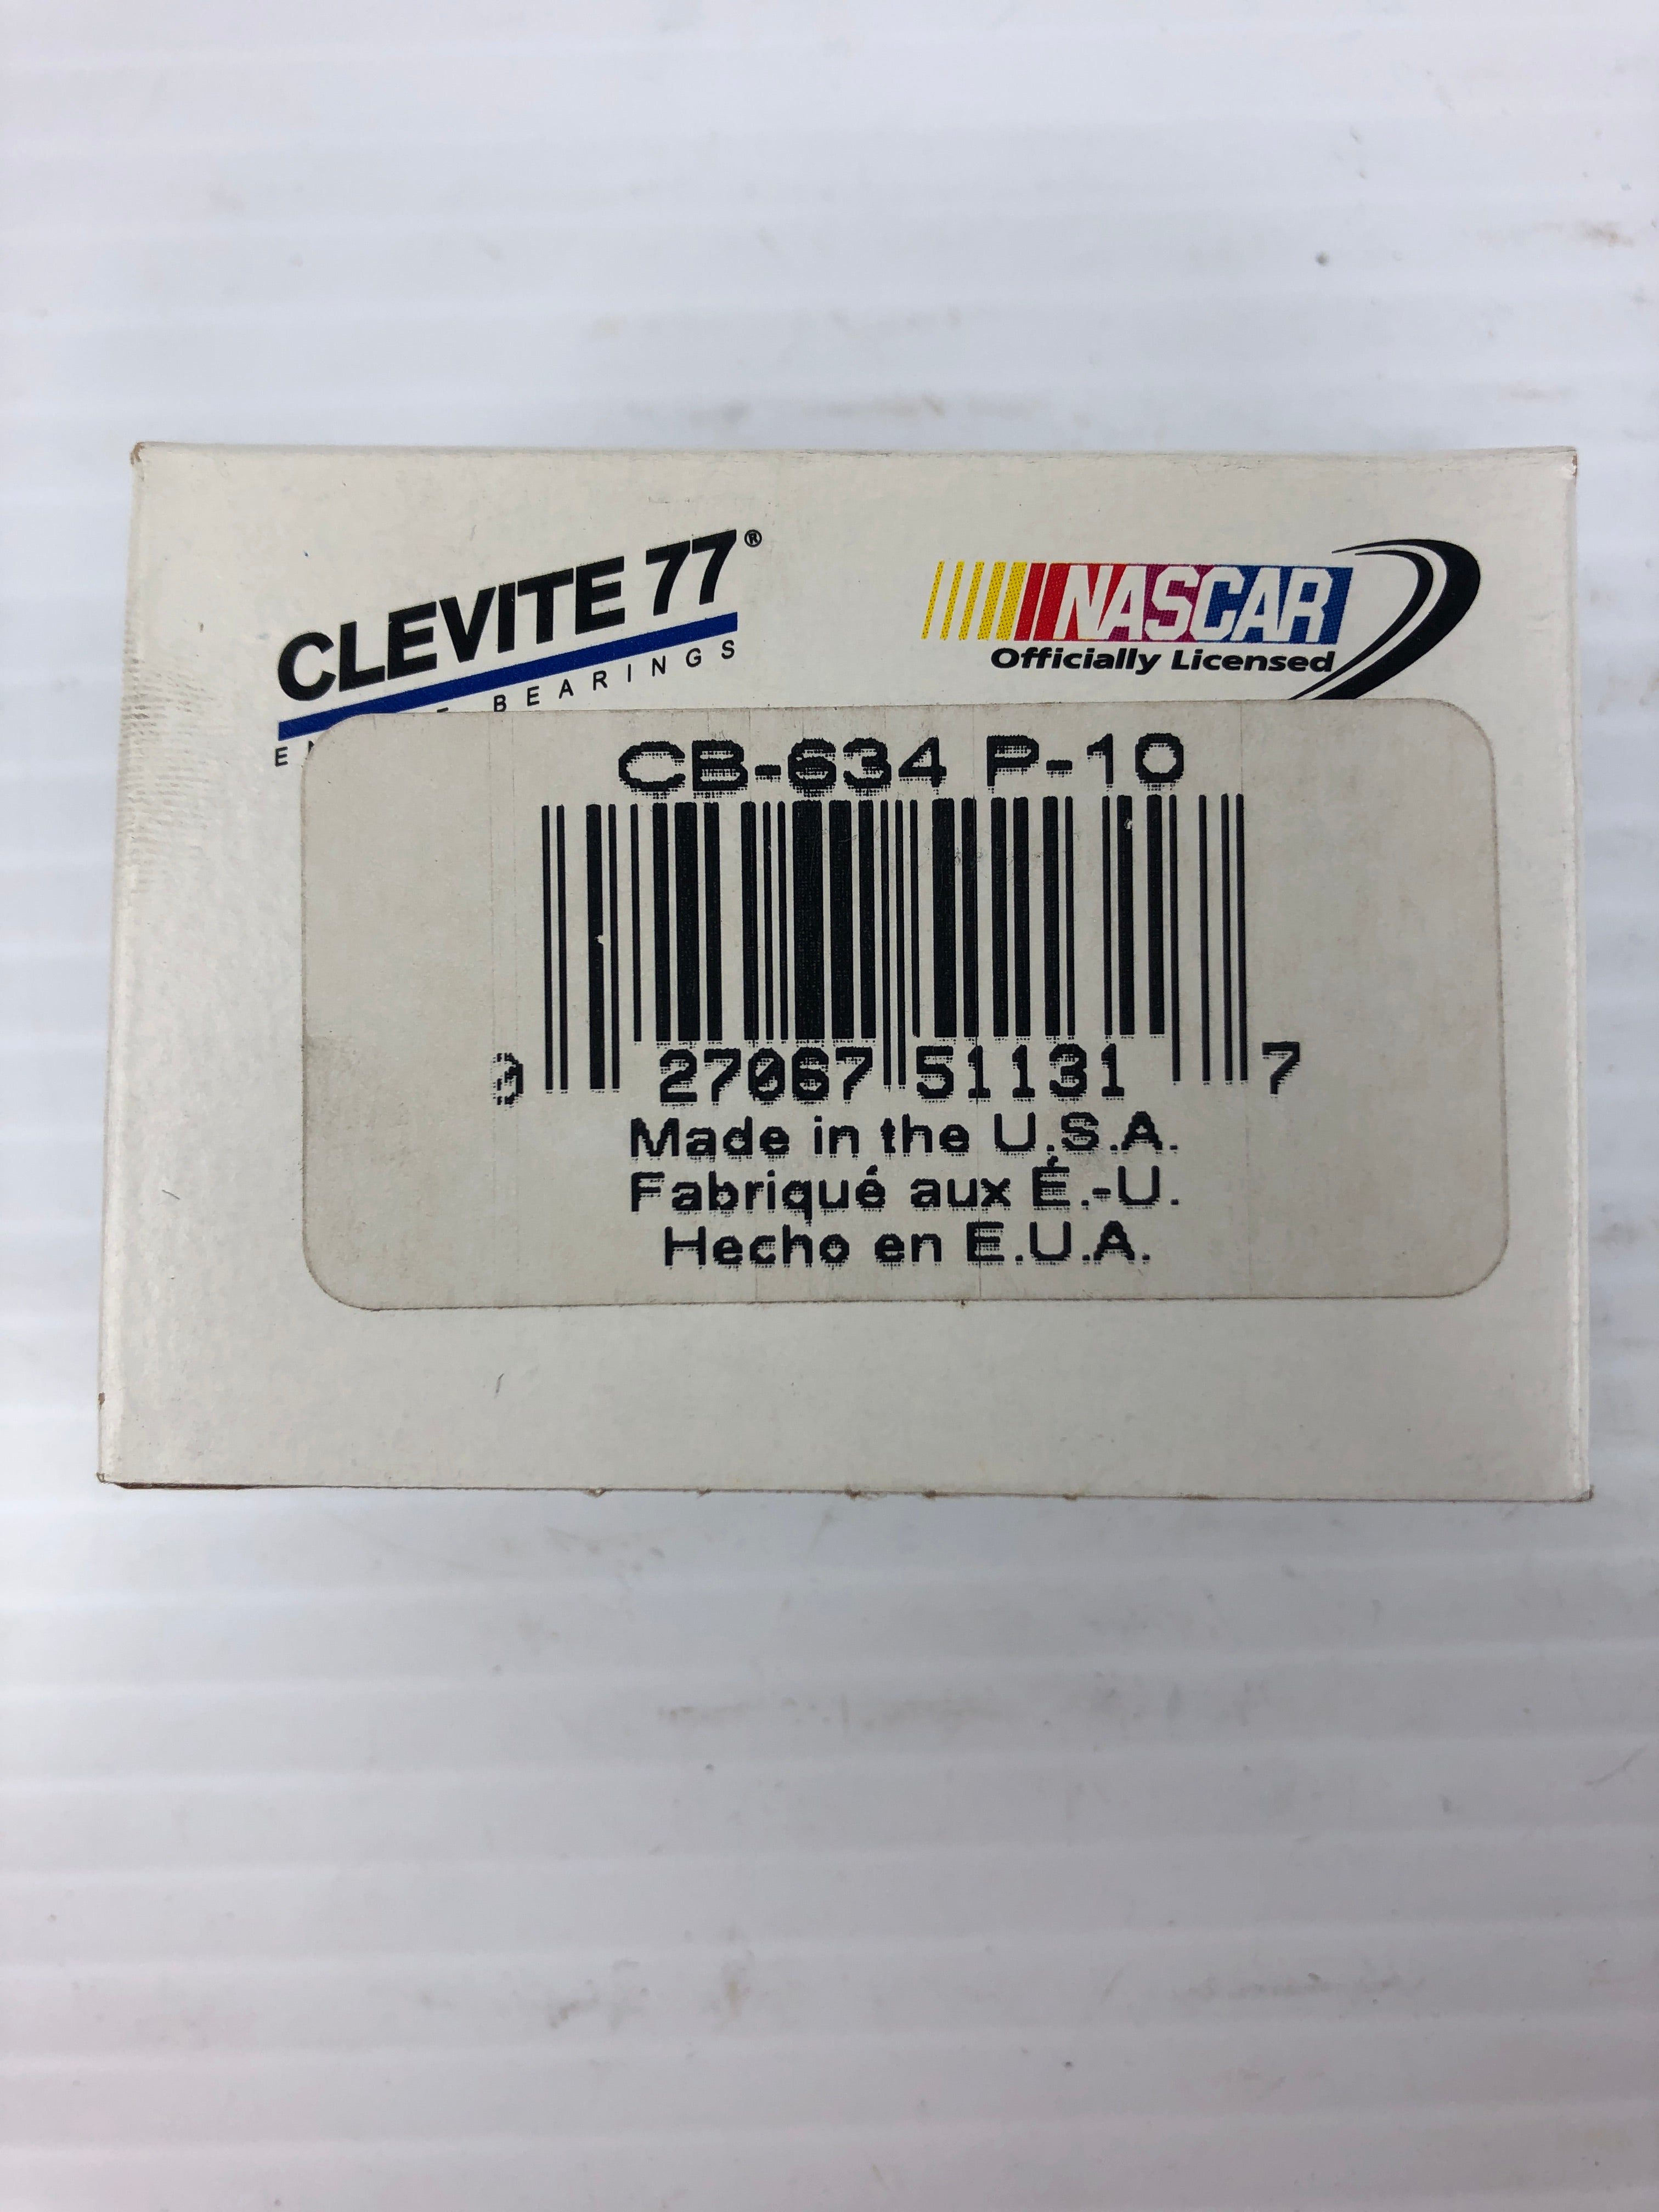 CLEVITE 77®
BEARINGS
NASCAR
Officially Licensed
CB-634 P-10
27067 51131 7
Made in the U.S.A.
Fabriqué aux É.-U.
Hecho en E.U.A.